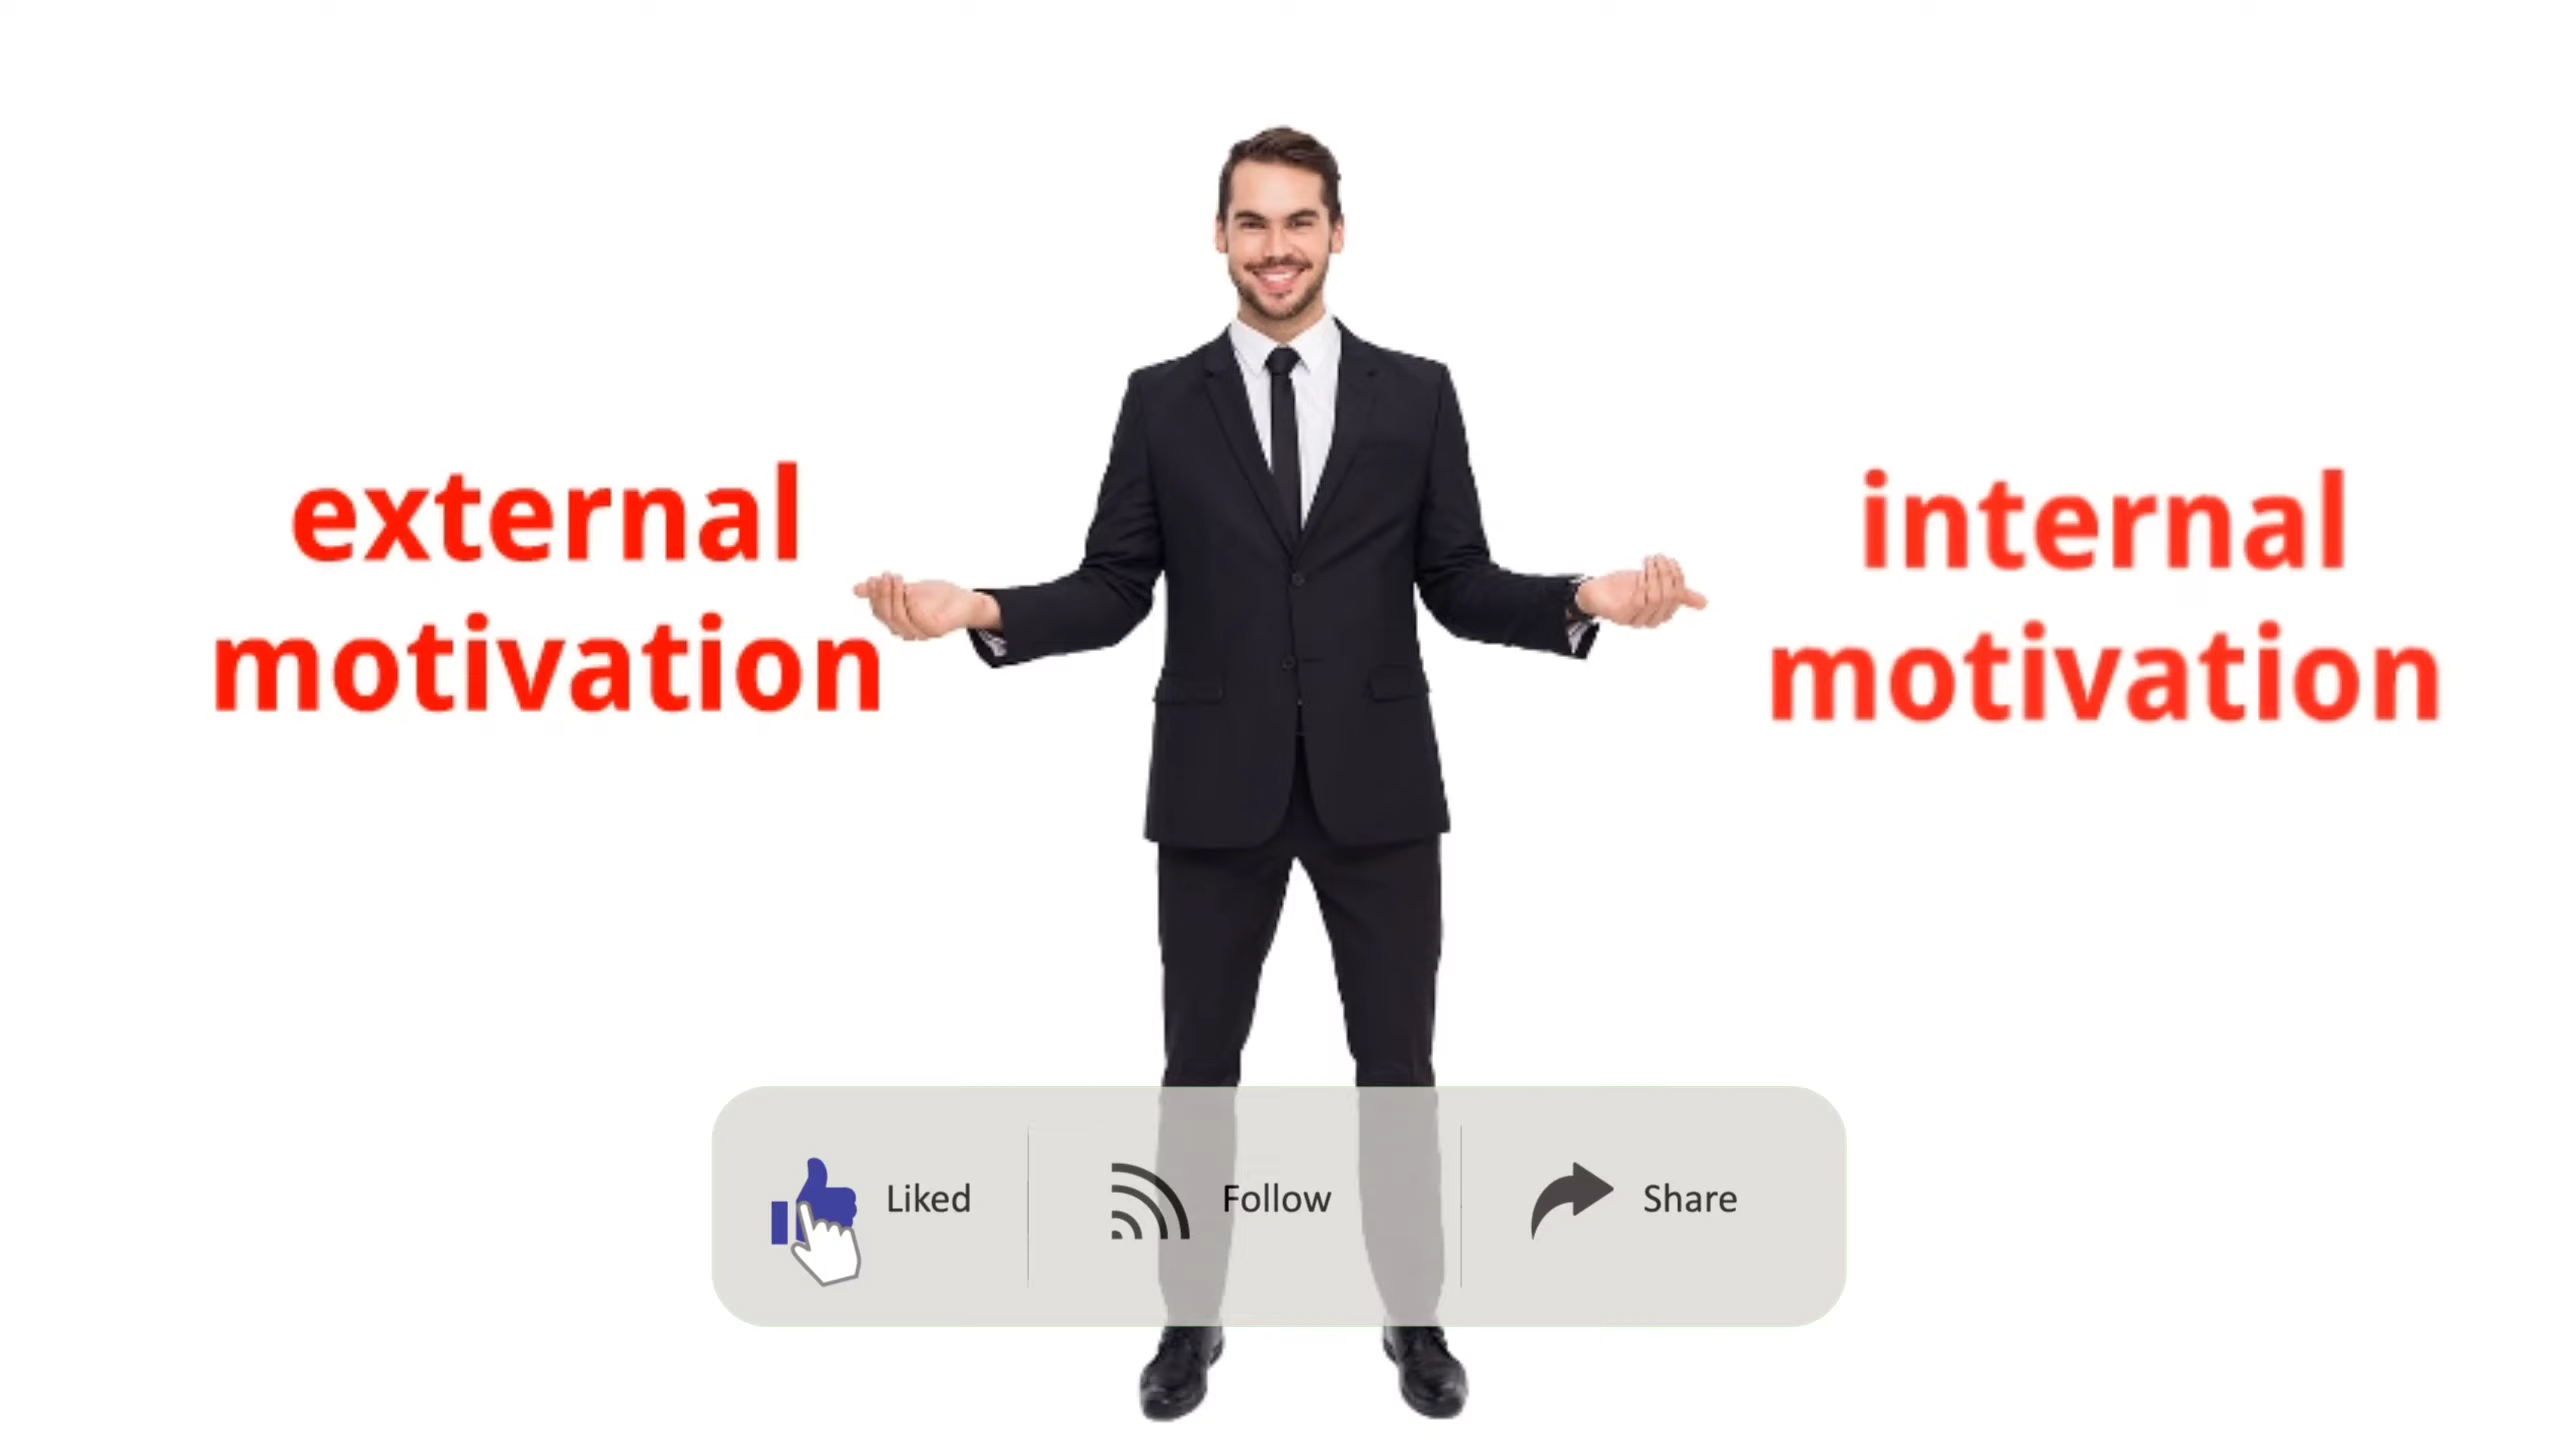 external
motivation
internal
motivation
Liked
Follow
Share